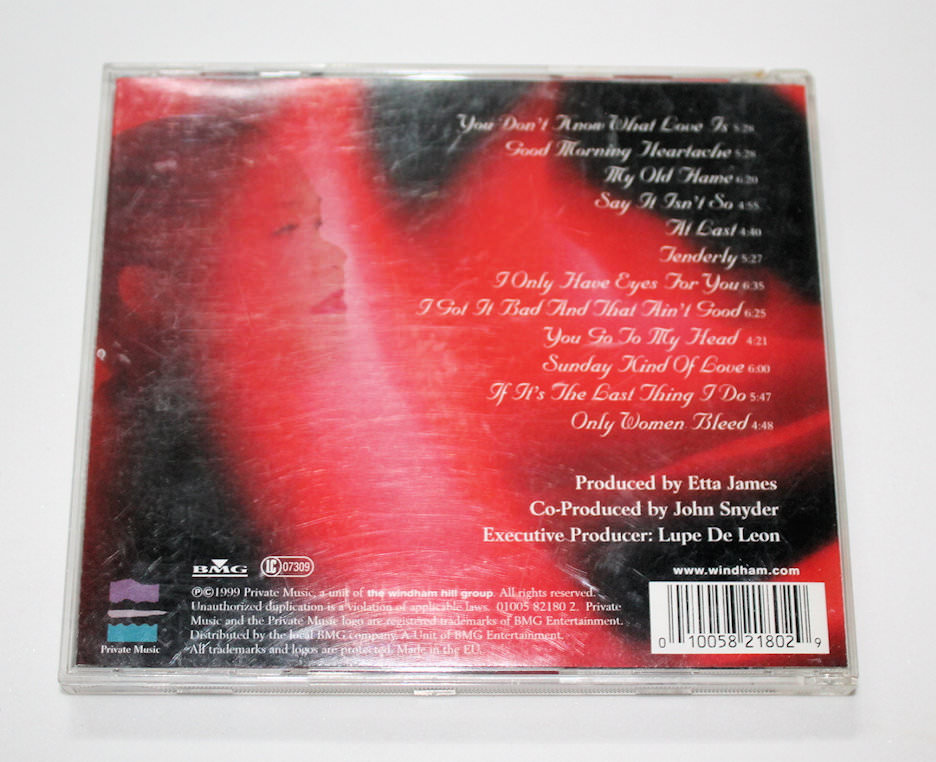 You Don't Know What Love Is 5:28
Good Morning Heartache 5:28
My Old Flame 6:20
Say It Isn't So 4:55
At Last 4:40
Tenderly 5:27
I Only Have Eyes For You 6:35
I Got It Bad And That Ain't Good 6:25
You Go To My Head 4:21
Sunday Kind Of Love 6:00
If It's The Last Thing I Do 5:47
Only Women Bleed 4:48
Produced by Etta James
Co-Produced by John Snyder
Executive Producer: Lupe De Leon
www.windham.com
BMG LC 07309
℗©1999 Private Music, a unit of the windham hill group. All rights reserved.
Unauthorized duplication is a violation of applicable laws. 01005 82180 2. Private
Music and the Private Music logo are registered trademarks of BMG Entertainment.
Distributed by the local BMG company. A Unit of BMG Entertainment.
All trademarks and logos are protected. Made in the EU.
Private Music
0 10058 21802 9